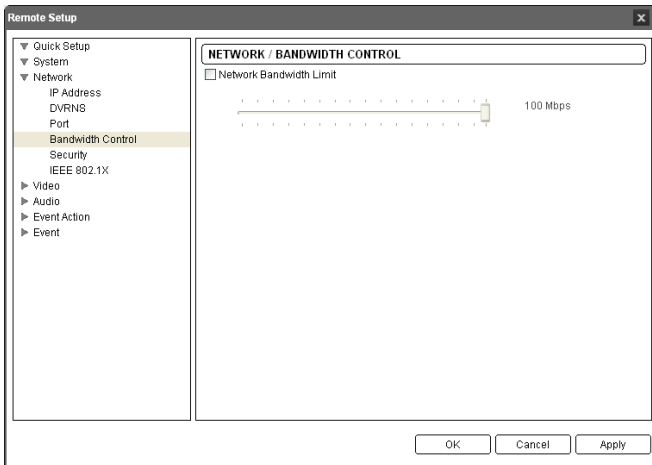 Remote Setup
Quick Setup
System
Network
IP Address
DVRNS
Port
Bandwidth Control
Security
IEEE 802.1X
Video
Audio
Event Action
Event
NETWORK / BANDWIDTH CONTROL
Network Bandwidth Limit
100 Mbps
OK
Cancel
Apply